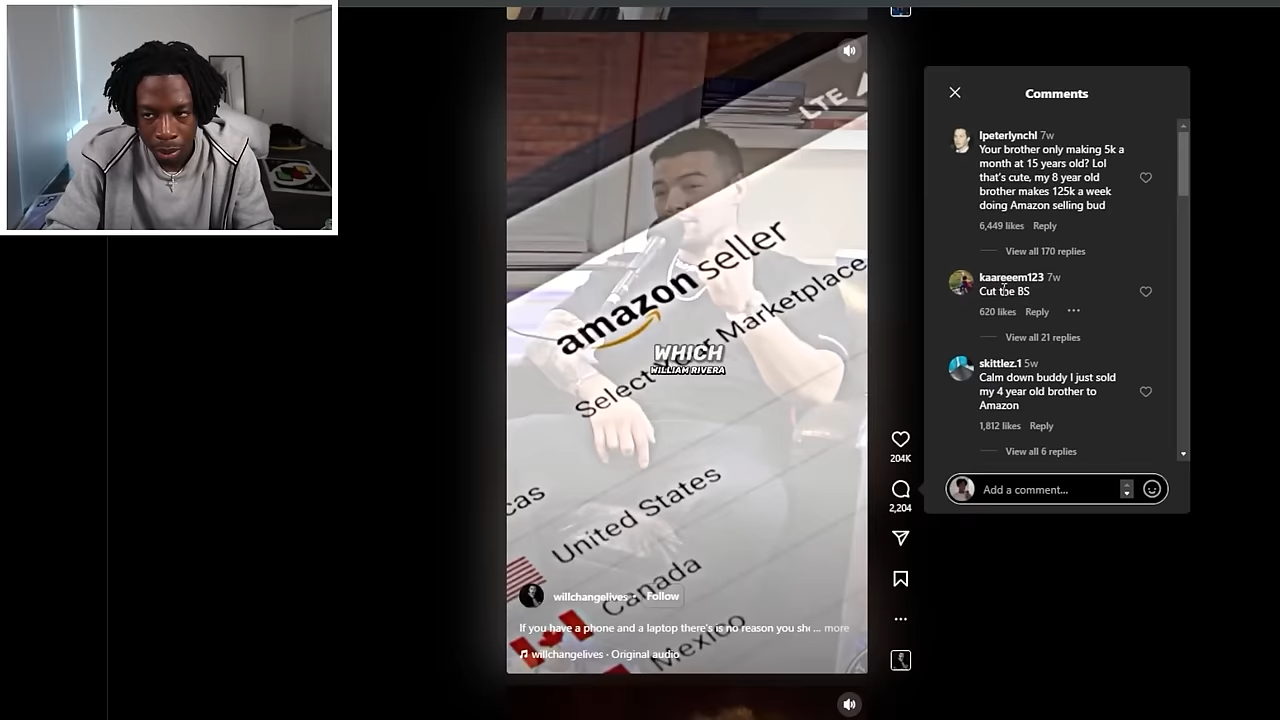 LTE
amazon seller
Select Your Marketplace
WHICH
WILLIAM RIVERA
cas
United States
Canada
Mexico
willchangelives • Follow
If you have a phone and a laptop there's is no reason you sh ... more
willchangelives · Original audio
204K
2,204
Comments
lpeterlynchl 7w
Your brother only making 5k a
month at 15 years old? Lol
that's cute, my 8 year old
brother makes 125k a week
doing Amazon selling bud
6,449 likes Reply
View all 170 replies
kaareeem123 7w
Cut the BS
620 likes Reply ...
View all 21 replies
skittlez.1 5w
Calm down buddy I just sold
my 4 year old brother to
Amazon
1,812 likes Reply
View all 6 replies
Add a comment...